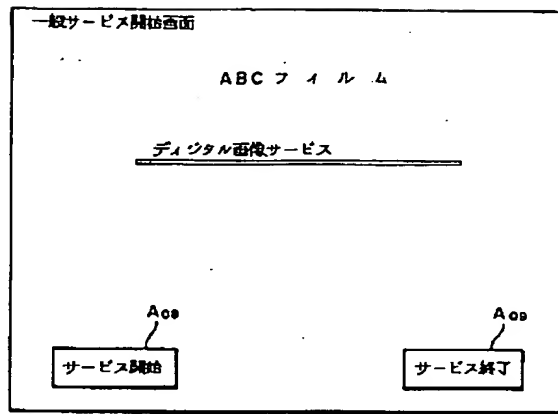 一般サービス開始画面
ABCフィルム
ディジタル画像サービス
A08 A09
サービス開始 サービス終了